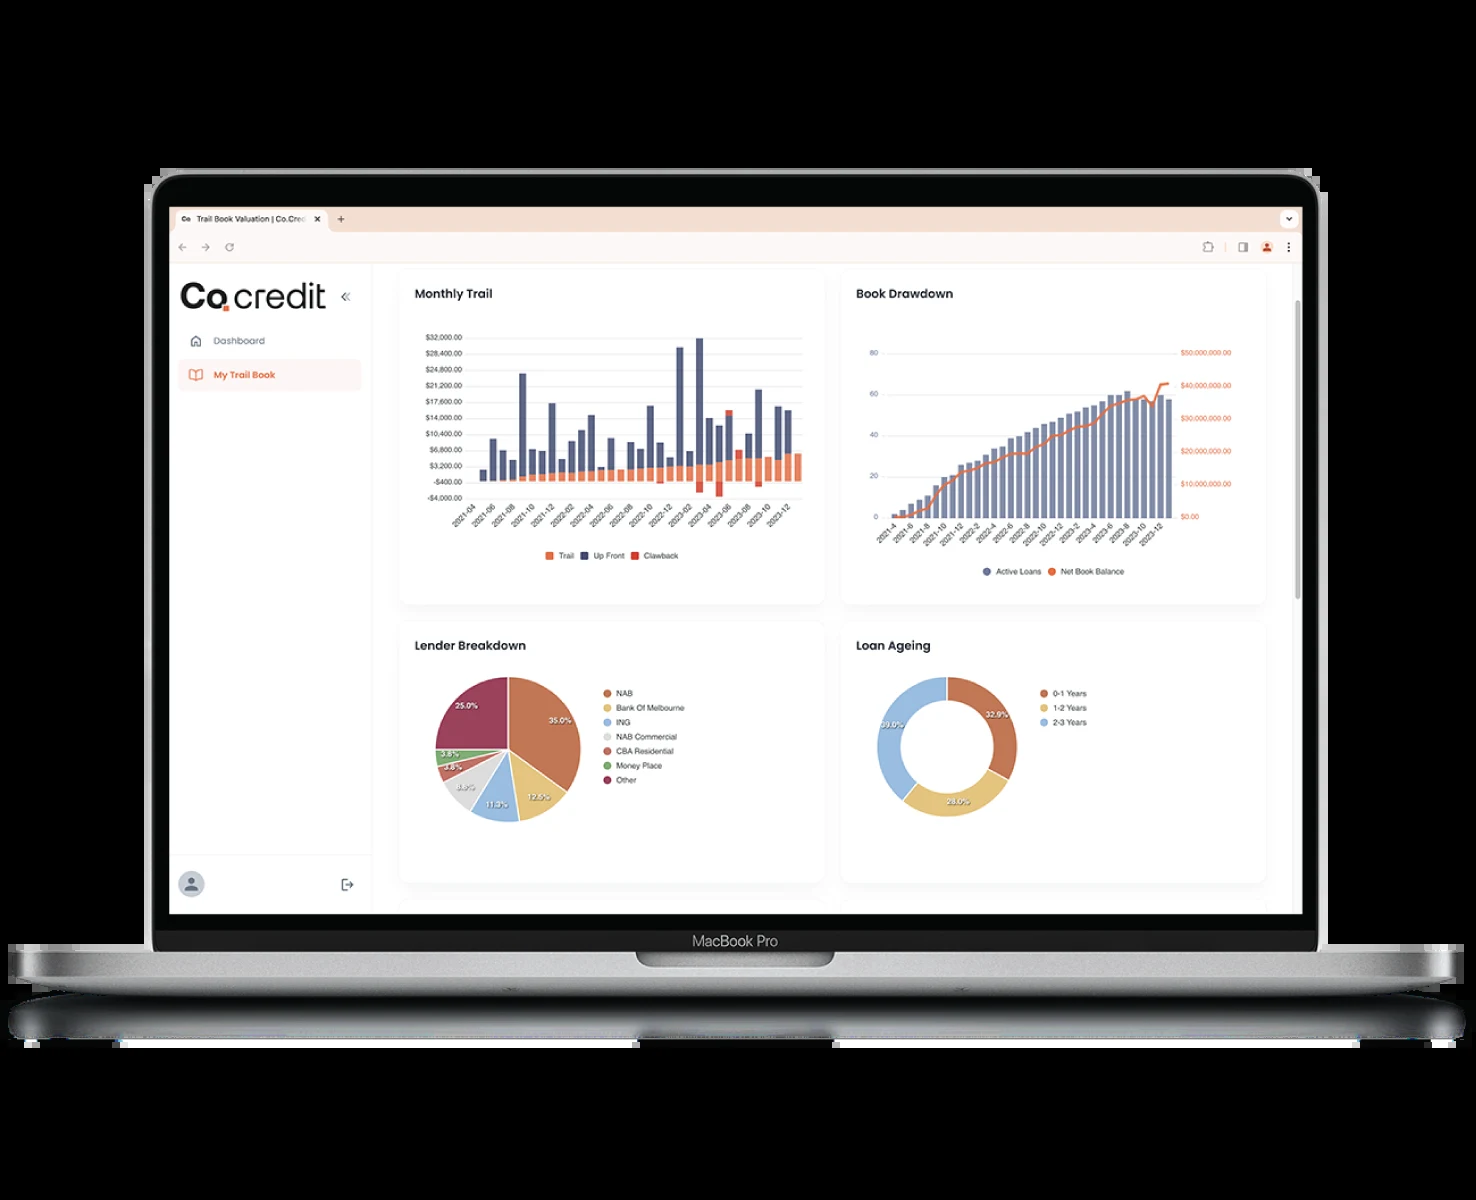 Co Trail Book Valuation | Co.Cred
Co.credit
Dashboard
My Trail Book
Monthly Trail
$32,000.00
$28,400.00
$24,800.00
$21,200.00
$17,600.00
$14,000.00
$10,400.00
$6,800.00
$3,200.00
-$400.00
-$4,000.00
2021-04 2021-06 2021-08 2021-10 2021-12 2022-02 2022-04 2022-06 2022-08 2022-10 2022-12 2023-02 2023-04 2023-06 2023-08 2023-10 2023-12
Trail Up Front Clawback
Book Drawdown
80
60
40
20
0
$50,000,000.00
$40,000,000.00
$30,000,000.00
$20,000,000.00
$10,000,000.00
$0.00
2021-4 2021-6 2021-8 2021-10 2021-12 2022-2 2022-4 2022-6 2022-8 2022-10 2022-12 2023-2 2023-4 2023-6 2023-8 2023-10 2023-12
Active Loans Net Book Balance
Lender Breakdown
25.0%
35.0%
3.8%
3.8%
8.8%
11.3%
12.5%
NAB
Bank Of Melbourne
ING
NAB Commercial
CBA Residential
Money Place
Other
Loan Ageing
32.9%
39.0%
28.0%
0-1 Years
1-2 Years
2-3 Years
MacBook Pro